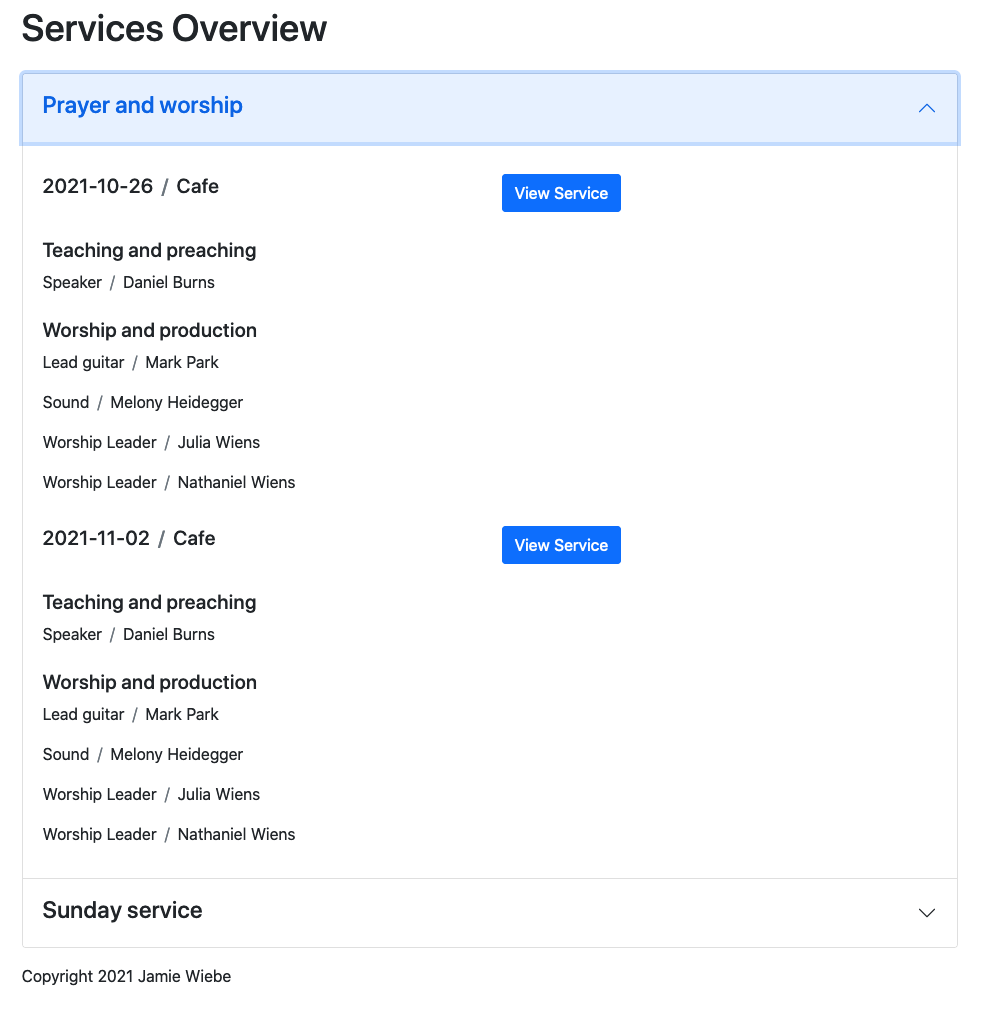 Services Overview
Prayer and worship
2021-10-26 / Cafe
View Service
Teaching and preaching
Speaker / Daniel Burns
Worship and production
Lead guitar / Mark Park
Sound / Melony Heidegger
Worship Leader / Julia Wiens
Worship Leader / Nathaniel Wiens
2021-11-02 / Cafe
View Service
Teaching and preaching
Speaker / Daniel Burns
Worship and production
Lead guitar / Mark Park
Sound / Melony Heidegger
Worship Leader / Julia Wiens
Worship Leader / Nathaniel Wiens
Sunday service
Copyright 2021 Jamie Wiebe